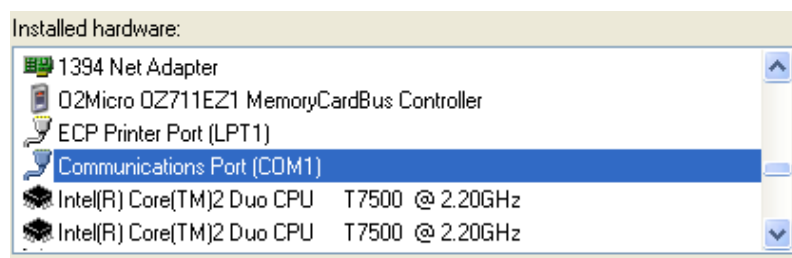 Installed hardware:
1394 Net Adapter
O2Micro OZ711EZ1 MemoryCardBus Controller
ECP Printer Port (LPT1)
Communications Port (COM1)
Intel(R) Core(TM)2 Duo CPU T7500 @ 2.20GHz
Intel(R) Core(TM)2 Duo CPU T7500 @ 2.20GHz